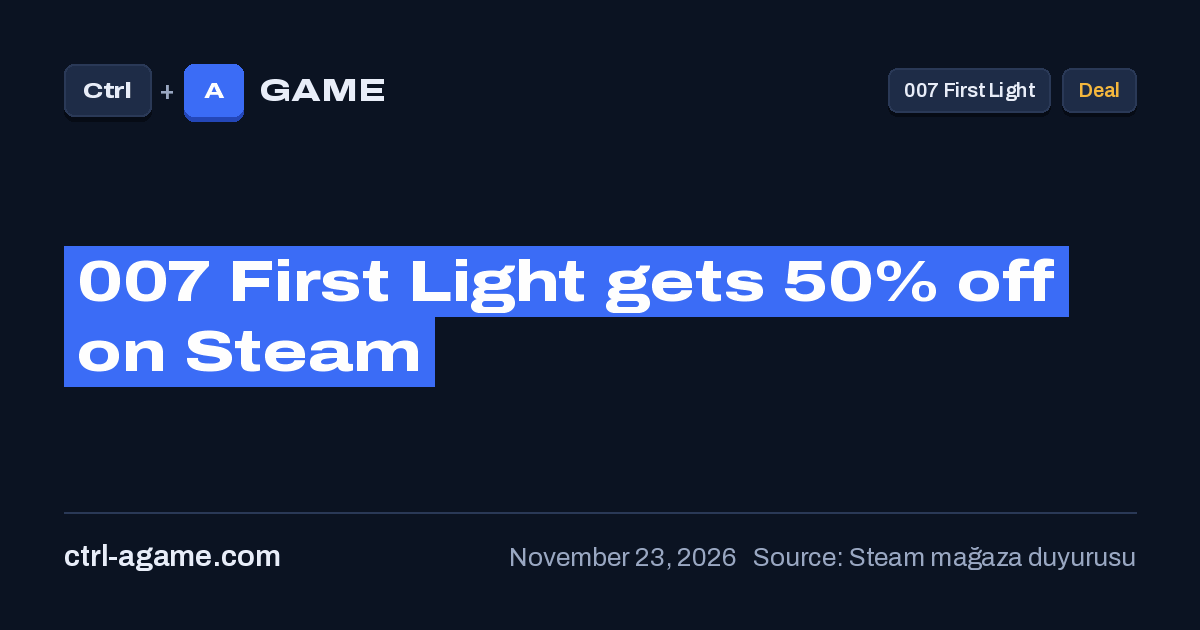 Ctrl + A GAME
007 First Light
Deal
007 First Light gets 50% off
on Steam
ctrl-agame.com
November 23, 2026 Source: Steam mağaza duyurusu